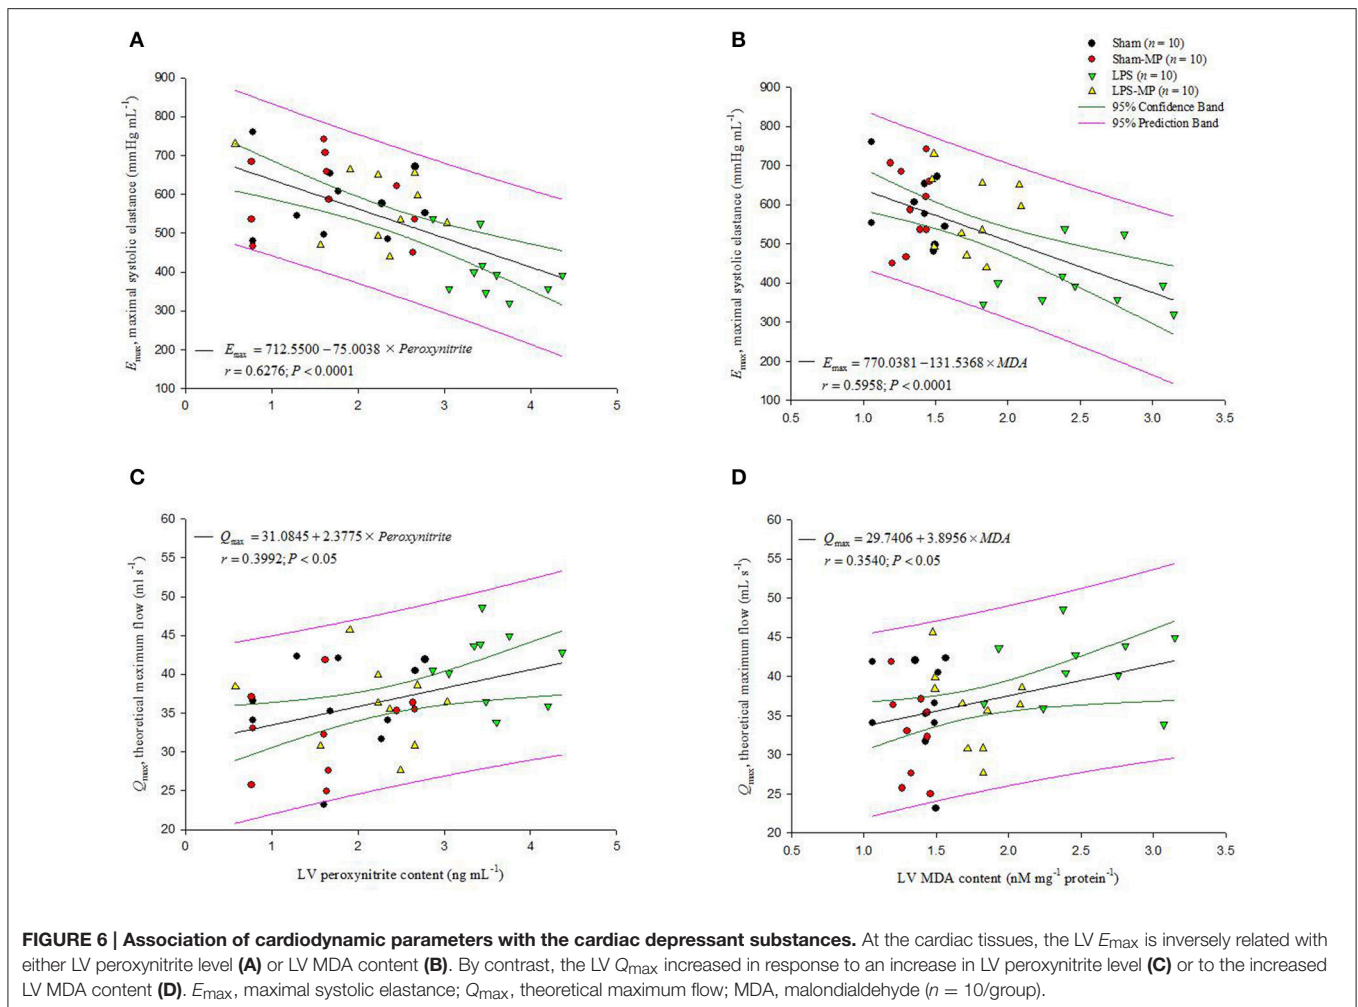 A
B
Sham (n = 10)
Sham-MP (n = 10)
LPS (n = 10)
LPS-MP (n = 10)
95% Confidence Band
95% Prediction Band
Emax, maximal systolic elastance (mmHg mL-1)
900
800
700
600
500
400
300
200
100
0 1 2 3 4 5
Emax = 712.5500 − 75.0038 × Peroxynitrite
r = 0.6276; P < 0.0001
Emax, maximal systolic elastance (mmHg mL-1)
900
800
700
600
500
400
300
200
100
0.5 1.0 1.5 2.0 2.5 3.0 3.5
Emax = 770.0381 − 131.5368 × MDA
r = 0.5958; P < 0.0001
C
D
Qmax, theoretical meximum flow (ml s-1)
60
55
50
45
40
35
30
25
20
0 1 2 3 4 5
Qmax = 31.0845 + 2.3775 × Peroxynitrite
r = 0.3992; P < 0.05
LV peroxynitrite content (ng mL-1)
Qmax, theoretical maximum flow (mL s-1)
60
55
50
45
40
35
30
25
20
0.5 1.0 1.5 2.0 2.5 3.0 3.5
Qmax = 29.7406 + 3.8956 × MDA
r = 0.3540; P < 0.05
LV MDA content (nM mg-1 protein-1)
FIGURE 6 | Association of cardiodynamic parameters with the cardiac depressant substances. At the cardiac tissues, the LV Emax is inversely related with
either LV peroxynitrite level (A) or LV MDA content (B). By contrast, the LV Qmax increased in response to an increase in LV peroxynitrite level (C) or to the increased
LV MDA content (D). Emax, maximal systolic elastance; Qmax, theoretical maximum flow; MDA, malondialdehyde (n = 10/group).